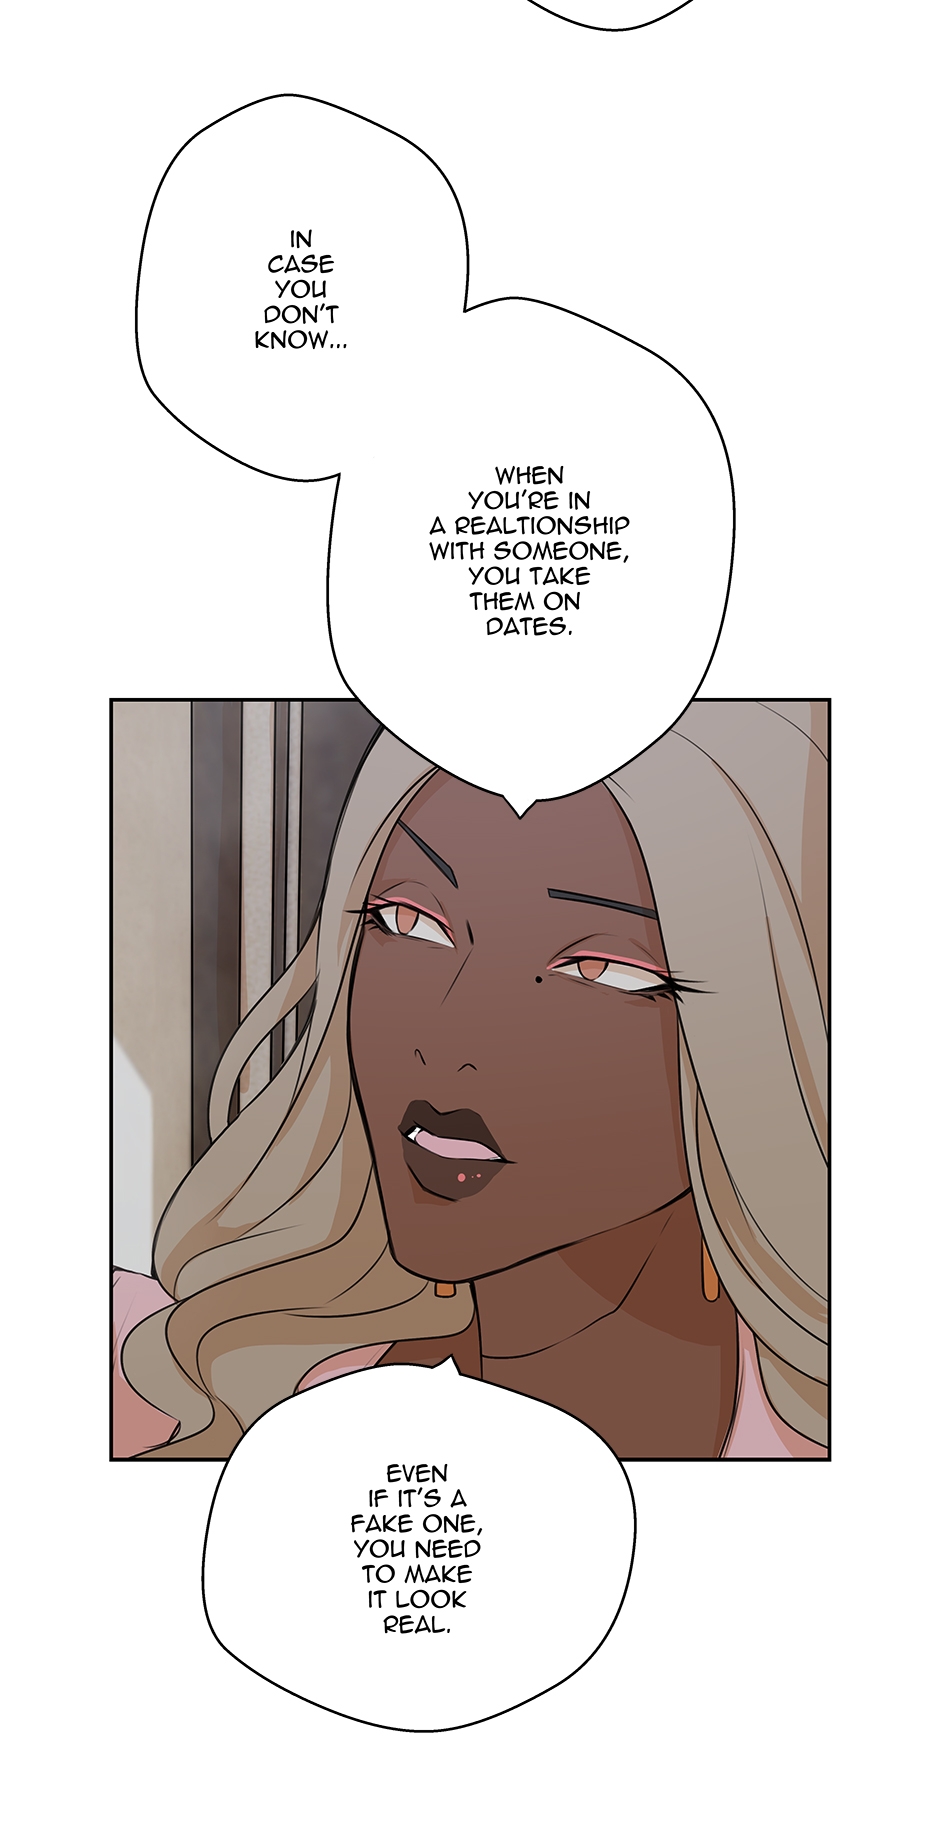 IN
CASE
YOU
DON'T
KNOW...
WHEN
YOU'RE IN
A REALTIONSHIP
WITH SOMEONE,
YOU TAKE
THEM ON
DATES.
EVEN
IF IT'S A
FAKE ONE,
YOU NEED
TO MAKE
IT LOOK
REAL.